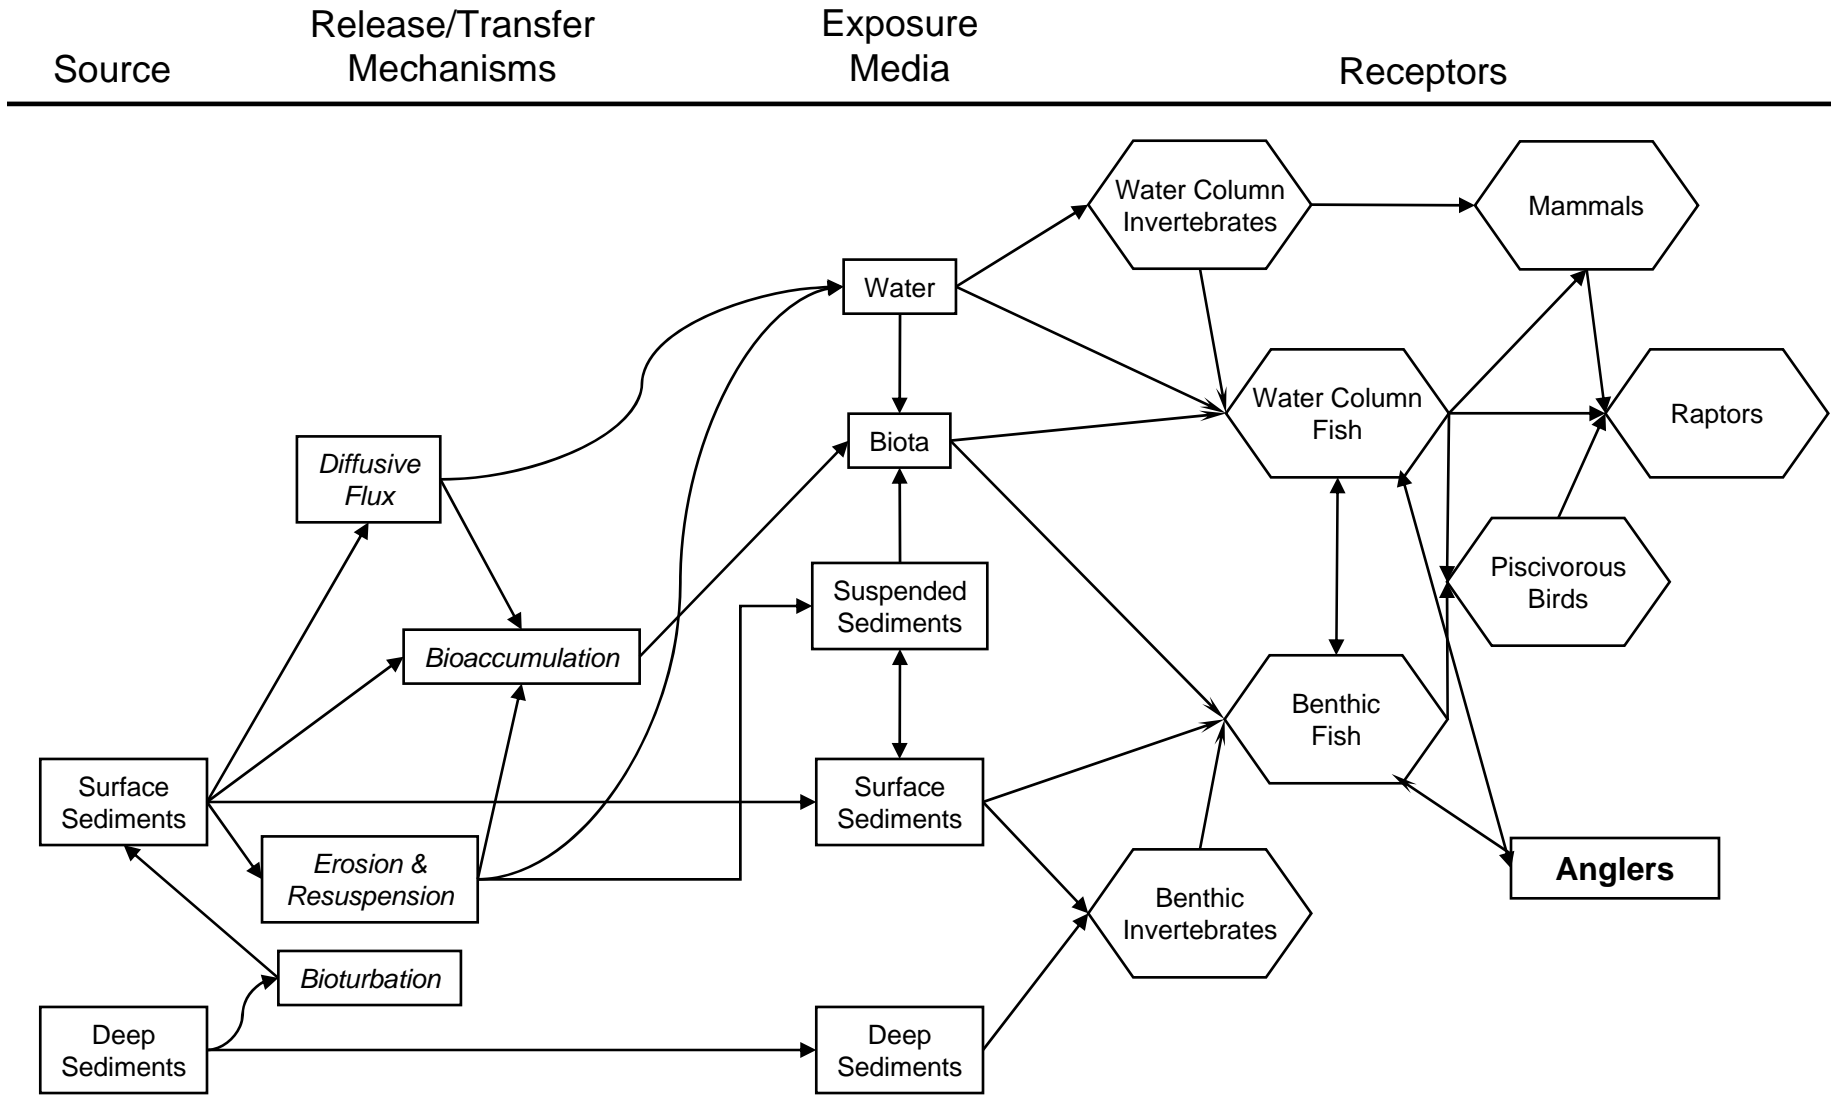 Source
Release/Transfer
Mechanisms
Exposure
Media
Receptors
Water Column
Invertebrates
Mammals
Water
Water Column
Fish
Raptors
Biota
Diffusive
Flux
Suspended
Sediments
Piscivorous
Birds
Bioaccumulation
Benthic
Fish
Surface
Sediments
Erosion &
Resuspension
Surface
Sediments
Anglers
Benthic
Invertebrates
Bioturbation
Deep
Sediments
Deep
Sediments